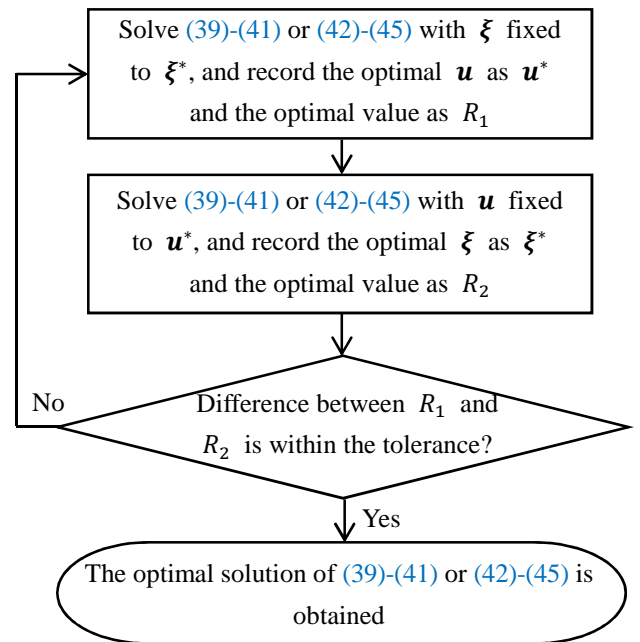 Solve (39)-(41) or (42)-(45) with ξ fixed
to ξ*, and record the optimal u as u*
and the optimal value as R₁
Solve (39)-(41) or (42)-(45) with u fixed
to u*, and record the optimal ξ as ξ*
and the optimal value as R₂
No
Difference between R₁ and
R₂ is within the tolerance?
Yes
The optimal solution of (39)-(41) or (42)-(45) is
obtained